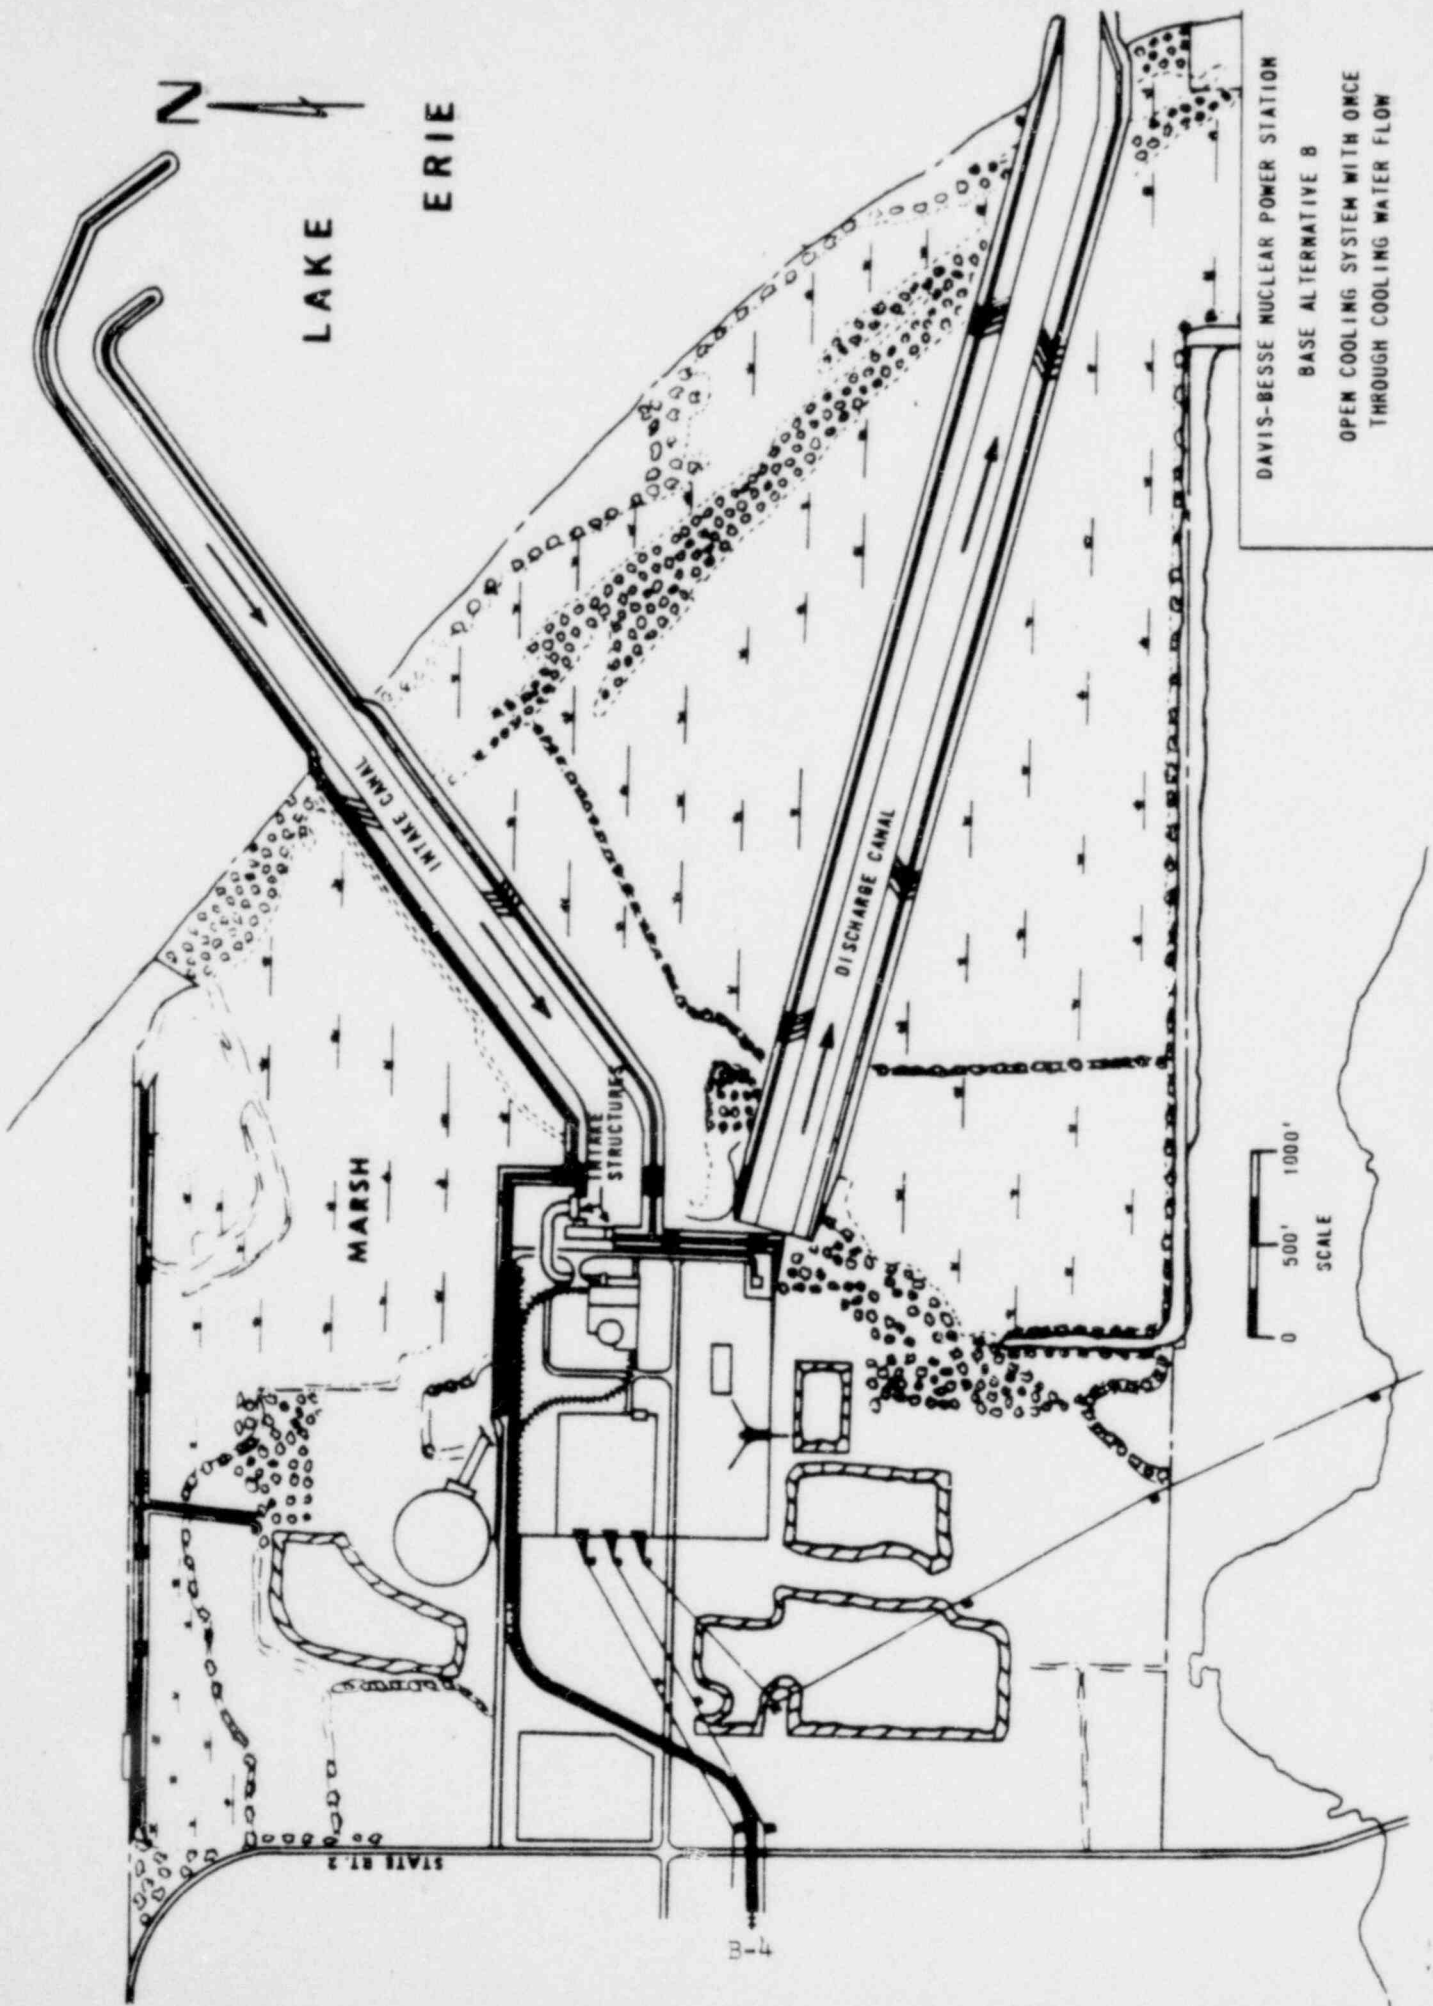 N
LAKE
ERIE
INTAKE CANAL
MARSH
INTAKE
STRUCTURES
DISCHARGE CANAL
STATE RT. 2
0 500' 1000'
SCALE
DAVIS-BESSE NUCLEAR POWER STATION
BASE ALTERNATIVE B
OPEN COOLING SYSTEM WITH ONCE
THROUGH COOLING WATER FLOW
B-4